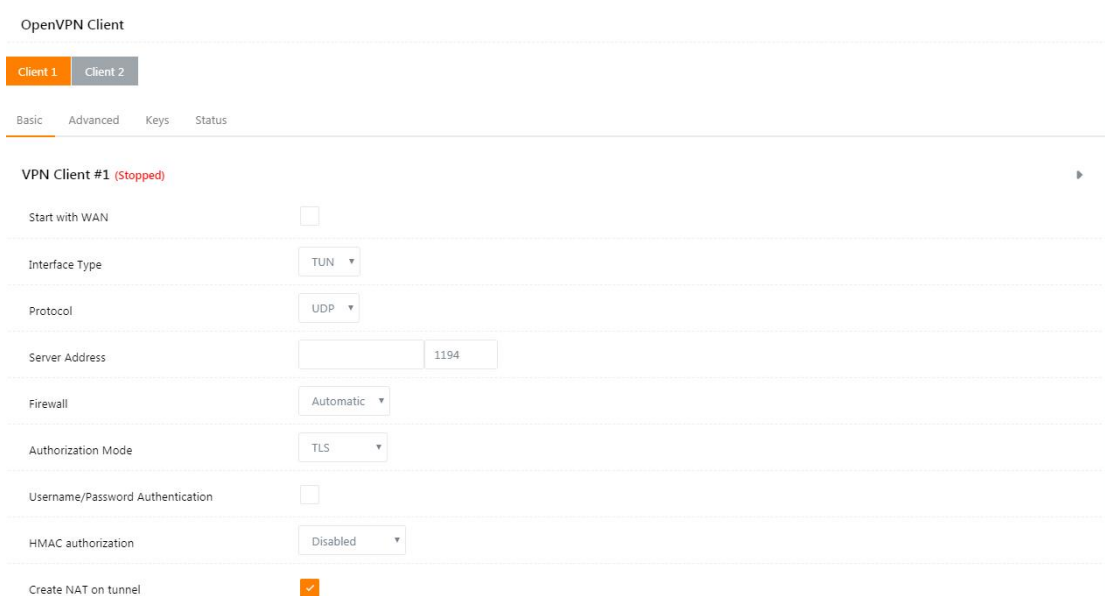 OpenVPN Client
Client 1 Client 2
Basic Advanced Keys Status
VPN Client #1 (Stopped)
Start with WAN
Interface Type TUN
Protocol UDP
Server Address 1194
Firewall Automatic
Authorization Mode TLS
Username/Password Authentication
HMAC authorization Disabled
Create NAT on tunnel